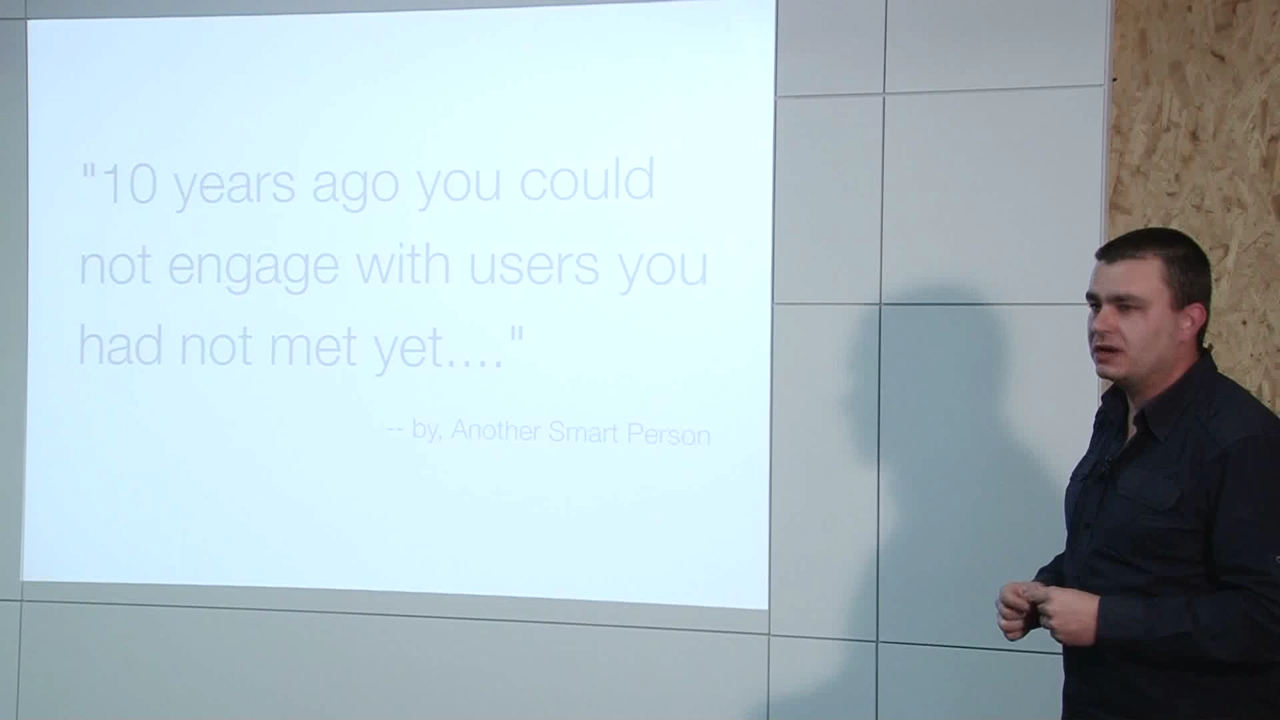 "10 years ago you could
not engage with users you
had not met yet...."
-- by, Another Smart Person